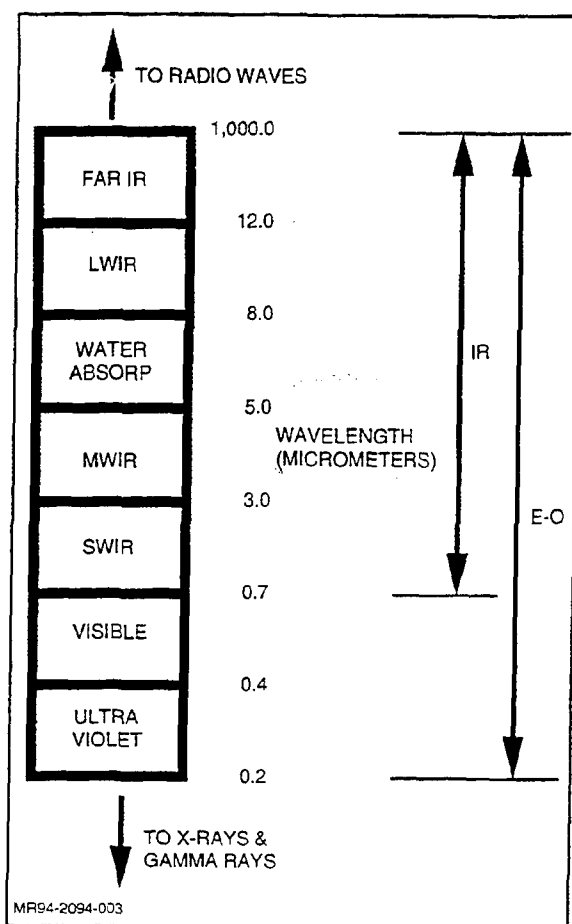 TO RADIO WAVES
1,000.0
FAR IR
12.0
LWIR
8.0
WATER
ABSORP
5.0
WAVELENGTH
(MICROMETERS)
MWIR
3.0
SWIR
0.7
VISIBLE
0.4
ULTRA
VIOLET
0.2
IR
E-O
TO X-RAYS &
GAMMA RAYS
MR94-2094-003